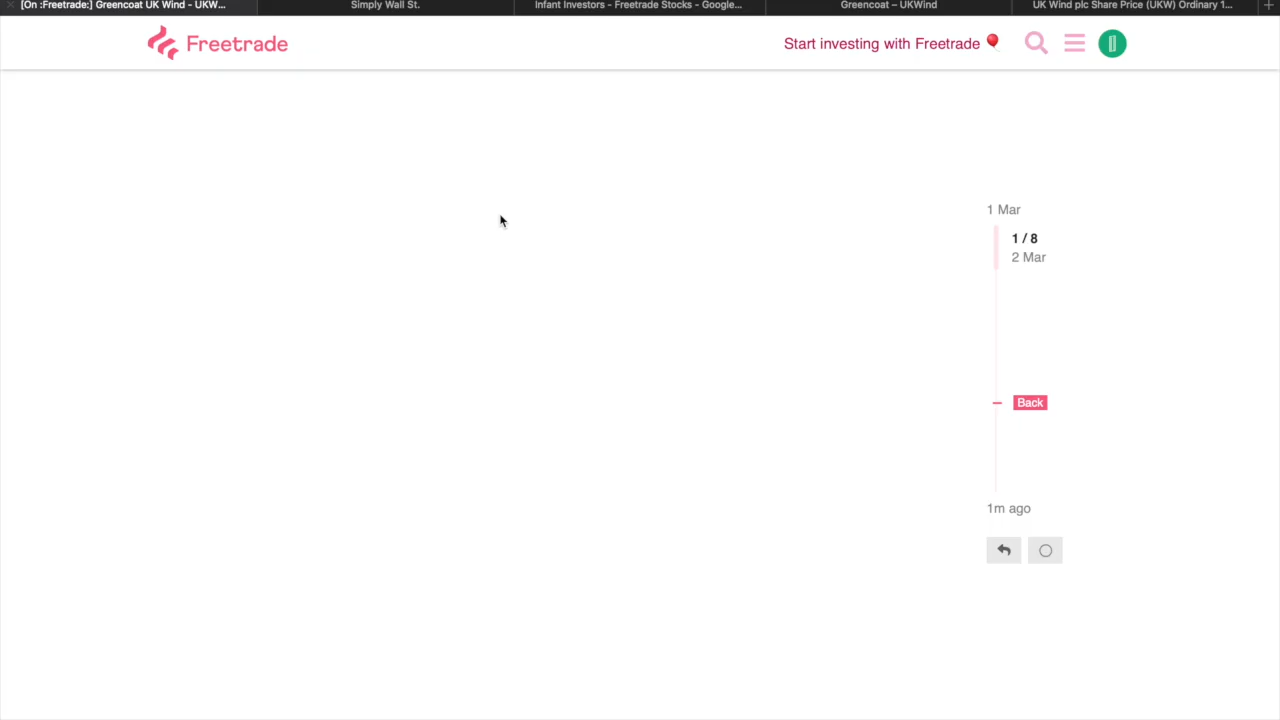 [On :Freetrade:] Greencoat UK Wind - UKW...
Simply Wall St.
Infant Investors - Freetrade Stocks - Google...
Greencoat – UKWind
UK Wind plc Share Price (UKW) Ordinary 1...
Freetrade
Start investing with Freetrade
1 Mar
1 / 8
2 Mar
Back
1m ago